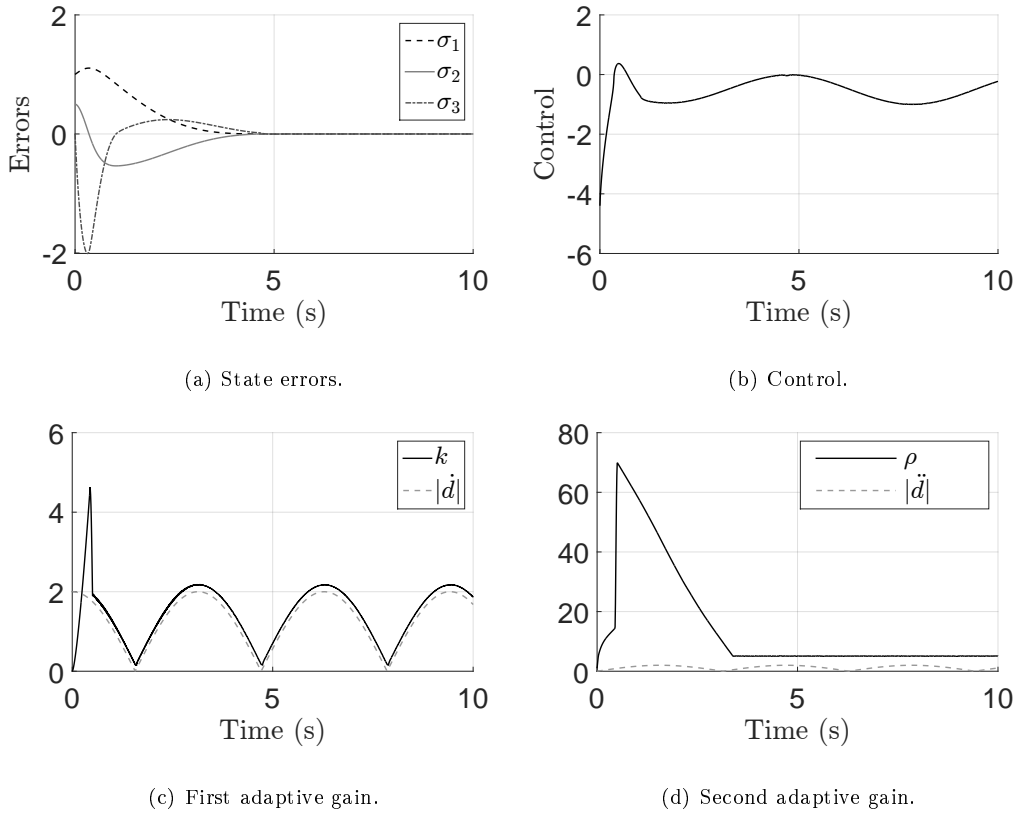 2
0
-2
Errors
σ₁
σ₂
σ₃
0
5
10
Time (s)
(a) State errors.
2
0
-2
-4
-6
Control
0
5
10
Time (s)
(b) Control.
6
4
2
0
k
|ḋ|
0
5
10
Time (s)
(c) First adaptive gain.
80
60
40
20
0
ρ
|d̈|
0
5
10
Time (s)
(d) Second adaptive gain.